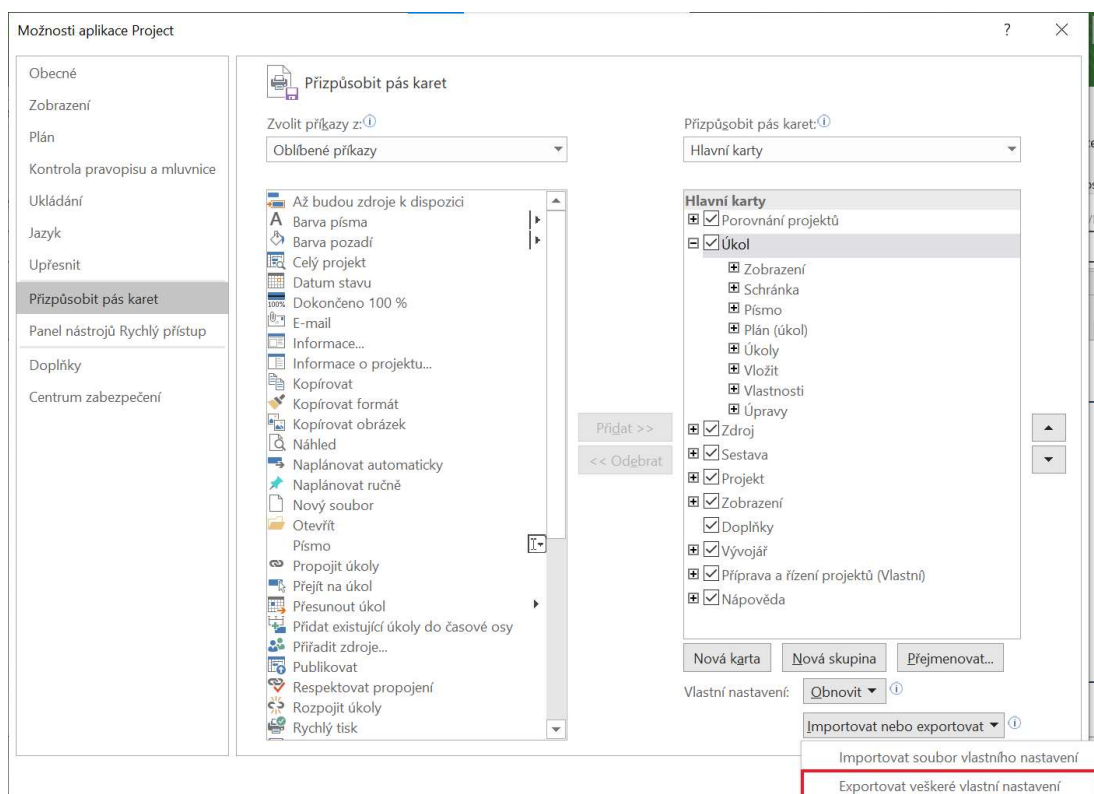 Možnosti aplikace Project
?
Obecné
Zobrazení
Plán
Kontrola pravopisu a mluvnice
Ukládání
Jazyk
Upřesnit
Přizpůsobit pás karet
Panel nástrojů Rychlý přístup
Doplňky
Centrum zabezpečení
Přizpůsobit pás karet
Zvolit příkazy z:
Oblíbené příkazy
Až budou zdroje k dispozici
Barva písma
Barva pozadí
Celý projekt
Datum stavu
Dokončeno 100 %
E-mail
Informace...
Informace o projektu...
Kopírovat
Kopírovat formát
Kopírovat obrázek
Náhled
Naplánovat automaticky
Naplánovat ručně
Nový soubor
Otevřít
Písmo
Propojit úkoly
Přejít na úkol
Přesunout úkol
Přidat existující úkoly do časové osy
Přiřadit zdroje...
Publikovat
Respektovat propojení
Rozpojit úkoly
Rychlý tisk
Přidat >>
<< Odebrat
Přizpůsobit pás karet:
Hlavní karty
Hlavní karty
Porovnání projektů
Úkol
Zobrazení
Schránka
Písmo
Plán (úkol)
Úkoly
Vložit
Vlastnosti
Úpravy
Zdroj
Sestava
Projekt
Zobrazení
Doplňky
Vývojář
Příprava a řízení projektů (Vlastní)
Nápověda
Nová karta Nová skupina Přejmenovat...
Vlastní nastavení: Obnovit
Importovat nebo exportovat
Importovat soubor vlastního nastavení
Exportovat veškeré vlastní nastavení